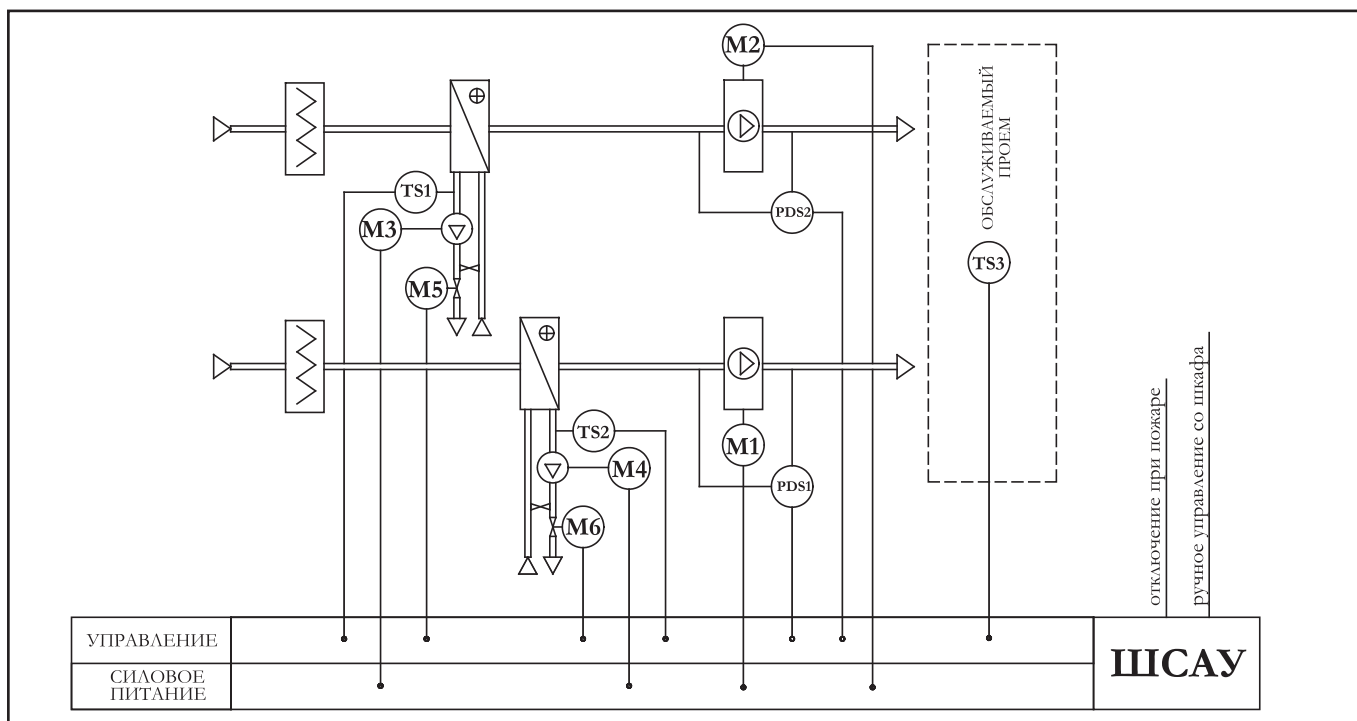 M2
ОБСЛУЖИВАЕМЫЙ
ПРОЕМ
TS1
M3
PDS2
TS3
M5
TS2
M1
M4
PDS1
M6
отключение при пожаре
ручное управление со шкафа
УПРАВЛЕНИЕ
СИЛОВОЕ
ПИТАНИЕ
ШСАУ